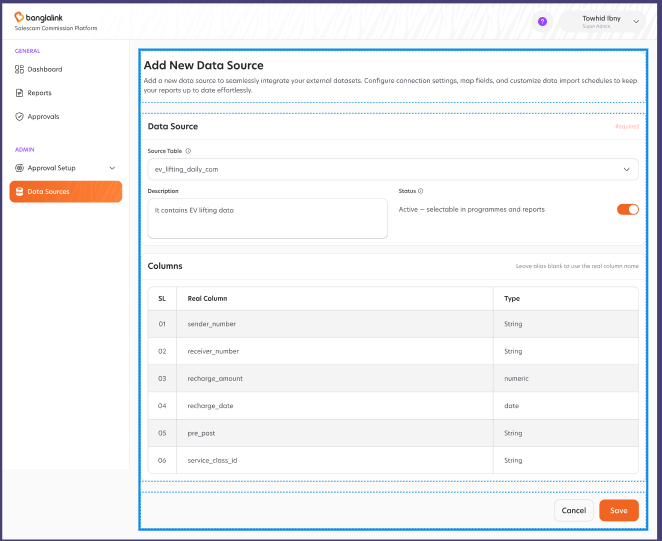 banglalink
Salescom Commission Platform
?
Towhid Ibny
Super Admin
GENERAL
Dashboard
Reports
Approvals
ADMIN
Approval Setup
Data Sources
Add New Data Source
Add a new data source to seamlessly integrate your external datasets. Configure connection settings, map fields, and customize data import schedules to keep
your reports up to date effortlessly.
Data Source
Required
Source Table
ev_lifting_daily_com
Description
Status
It contains EV lifting data
Active — selectable in programmes and reports
Columns
Leave alias blank to use the real column name
SL Real Column Type
01 sender_number String
02 receiver_number String
03 recharge_amount numeric
04 recharge_date date
05 pre_post String
06 service_class_id String
Cancel
Save